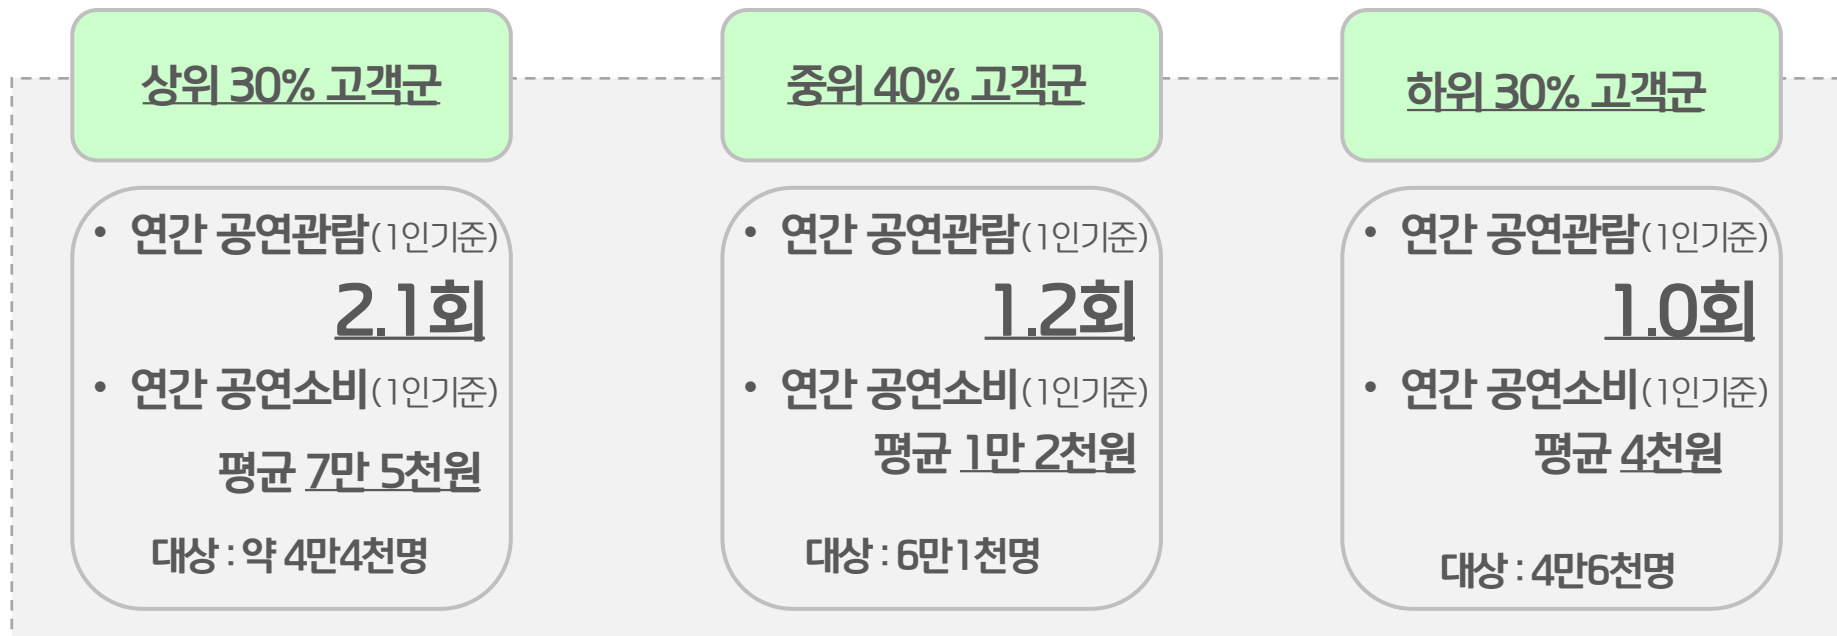 상위 30% 고객군
• 연간 공연관람(1인기준)
2.1회
• 연간 공연소비(1인기준)
평균 7만 5천원
대상 : 약 4만4천명
중위 40% 고객군
• 연간 공연관람(1인기준)
1.2회
• 연간 공연소비(1인기준)
평균 1만 2천원
대상 : 6만1천명
하위 30% 고객군
• 연간 공연관람(1인기준)
1.0회
• 연간 공연소비(1인기준)
평균 4천원
대상 : 4만6천명